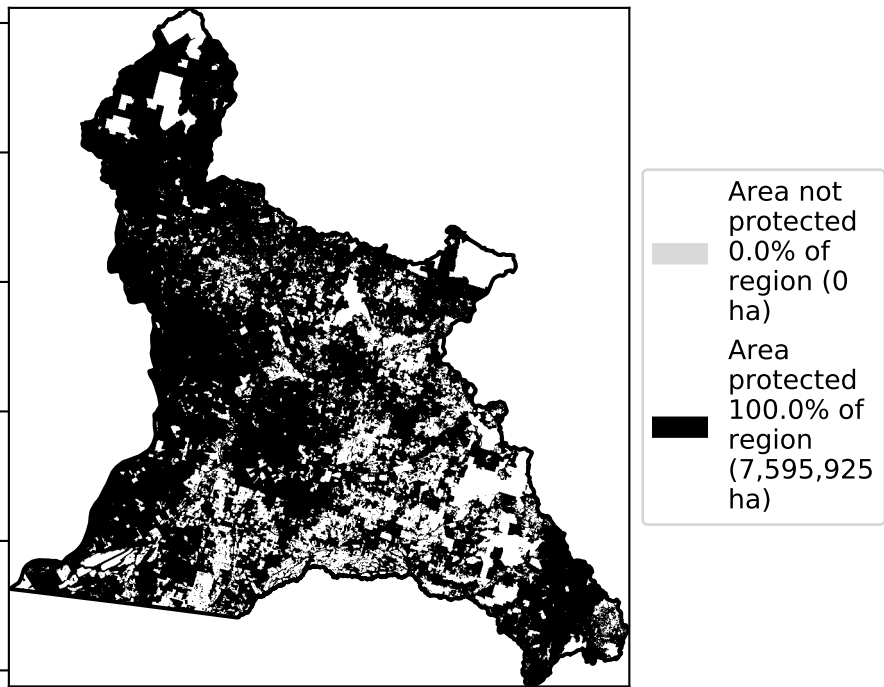 Area not
protected
0.0% of
region (0
ha)
Area
protected
100.0% of
region
(7,595,925
ha)